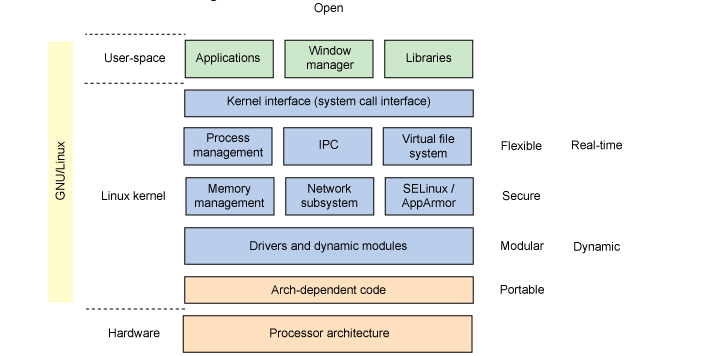 Open
User-space
Applications
Window
manager
Libraries
Kernel interface (system call interface)
GNU/Linux
Linux kernel
Process
management
IPC
Virtual file
system
Flexible
Real-time
Memory
management
Network
subsystem
SELinux /
AppArmor
Secure
Drivers and dynamic modules
Modular
Dynamic
Arch-dependent code
Portable
Hardware
Processor architecture